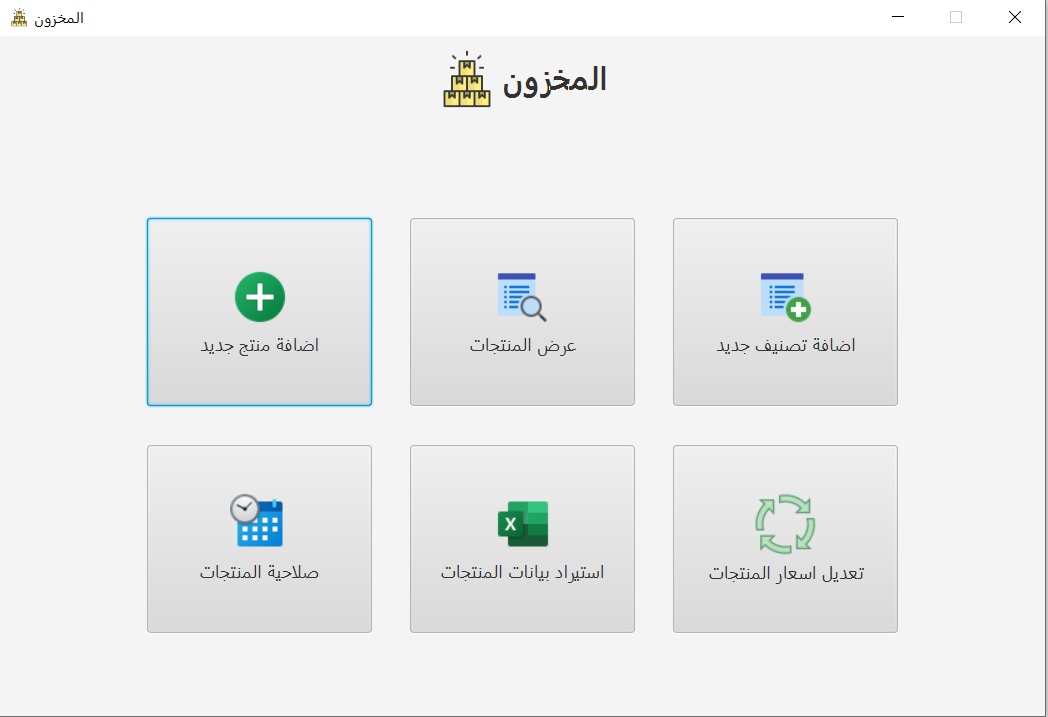 المخزون
المخزون
اضافة تصنيف جديد
عرض المنتجات
اضافة منتج جديد
تعديل اسعار المنتجات
استيراد بيانات المنتجات
صلاحية المنتجات